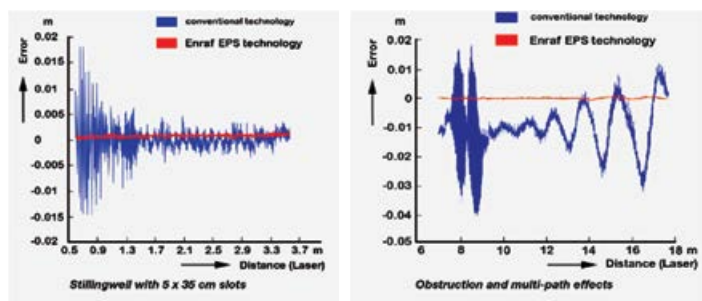 m
conventional technology
Enraf EPS technology
Error
0.02
0.015
0.01
0.005
0
-0.005
-0.01
-0.015
-0.02
0.5 0.9 1.3 1.7 2.1 2.5 2.9 3.3 3.7 m
Distance (Laser)
Stillingwell with 5 x 35 cm slots
m
conventional technology
Enraf EPS technology
Error
0.02
0.01
0
-0.01
-0.02
-0.03
-0.04
-0.05
6 8 10 12 14 16 18 m
Distance (Laser)
Obstruction and multi-path effects